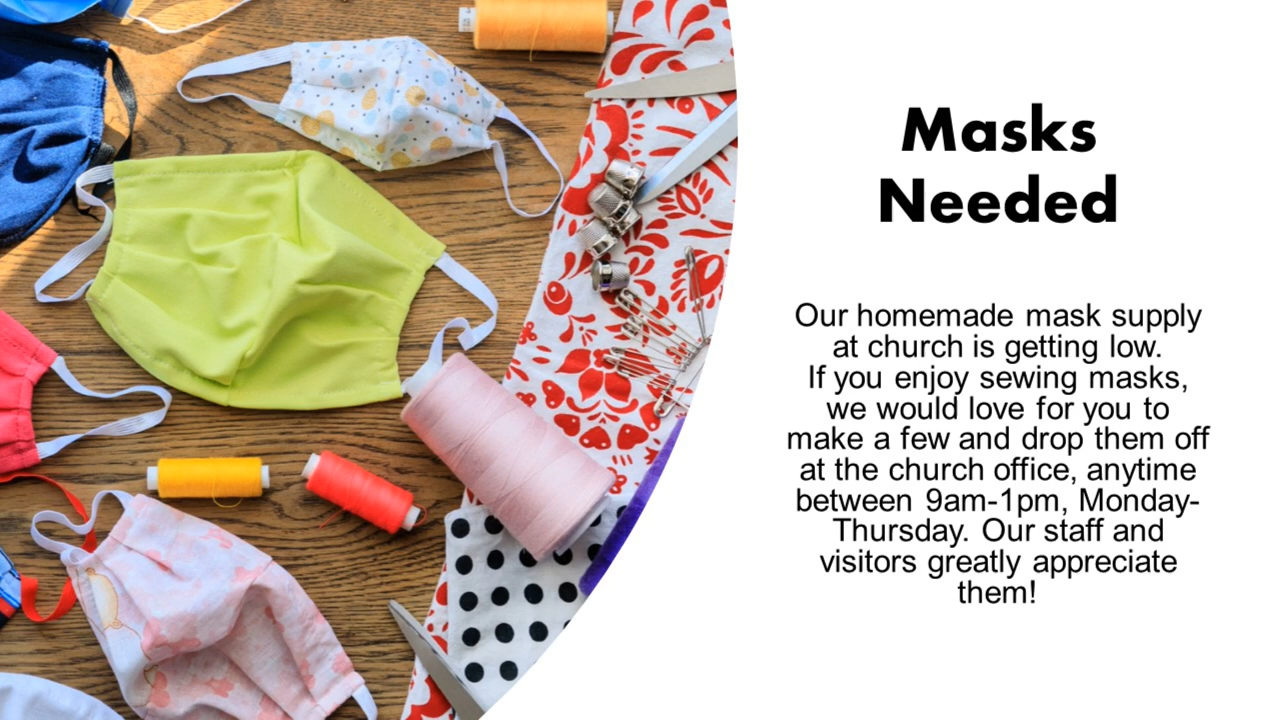 Masks
Needed
Our homemade mask supply
at church is getting low.
If you enjoy sewing masks,
we would love for you to
make a few and drop them off
at the church office, anytime
between 9am-1pm, Monday-
Thursday. Our staff and
visitors greatly appreciate
them!